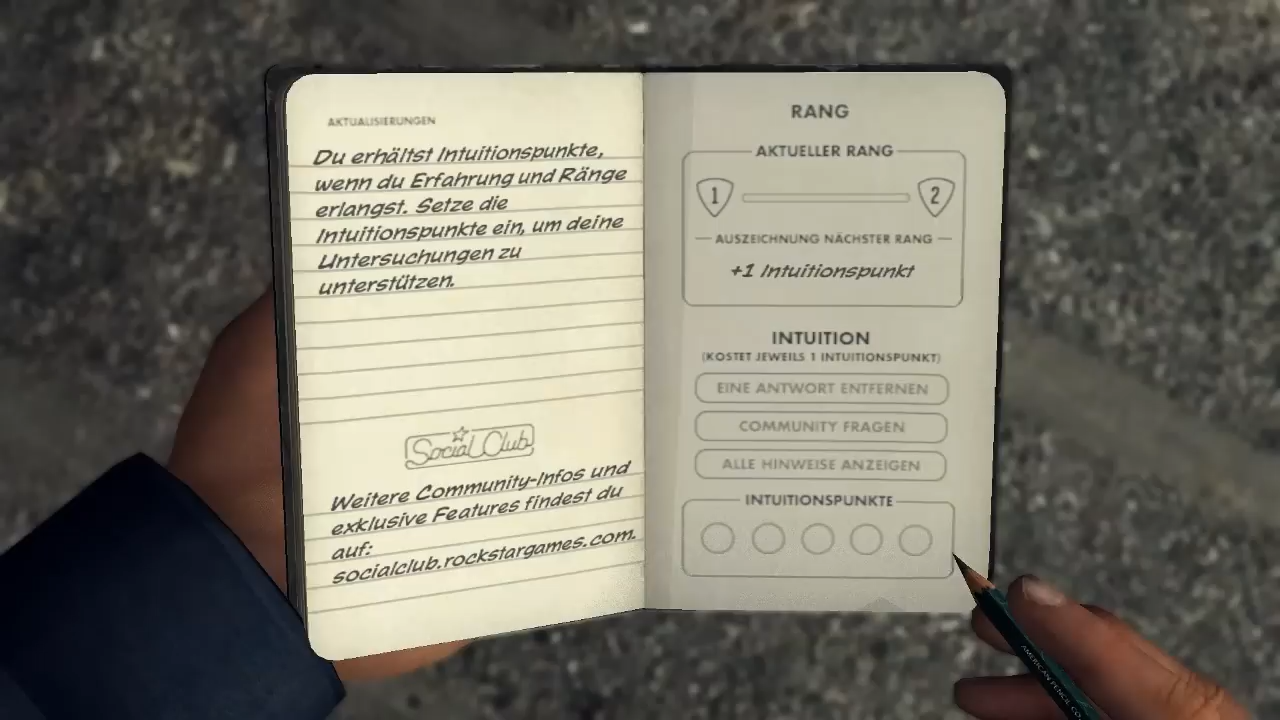 AKTUALISIERUNGEN
Du erhältst Intuitionspunkte,
wenn du Erfahrung und Ränge
erlangst. Setze die
Intuitionspunkte ein, um deine
Untersuchungen zu
unterstützen.
Social Club
Weitere Community-Infos und
exklusive Features findest du
auf:
socialclub.rockstargames.com.
RANG
AKTUELLER RANG
1 2
AUSZEICHNUNG NÄCHSTER RANG
+1 Intuitionspunkt
INTUITION
(KOSTET JEWEILS 1 INTUITIONSPUNKT)
EINE ANTWORT ENTFERNEN
COMMUNITY FRAGEN
ALLE HINWEISE ANZEIGEN
INTUITIONSPUNKTE
AMERICAN PENCIL CO